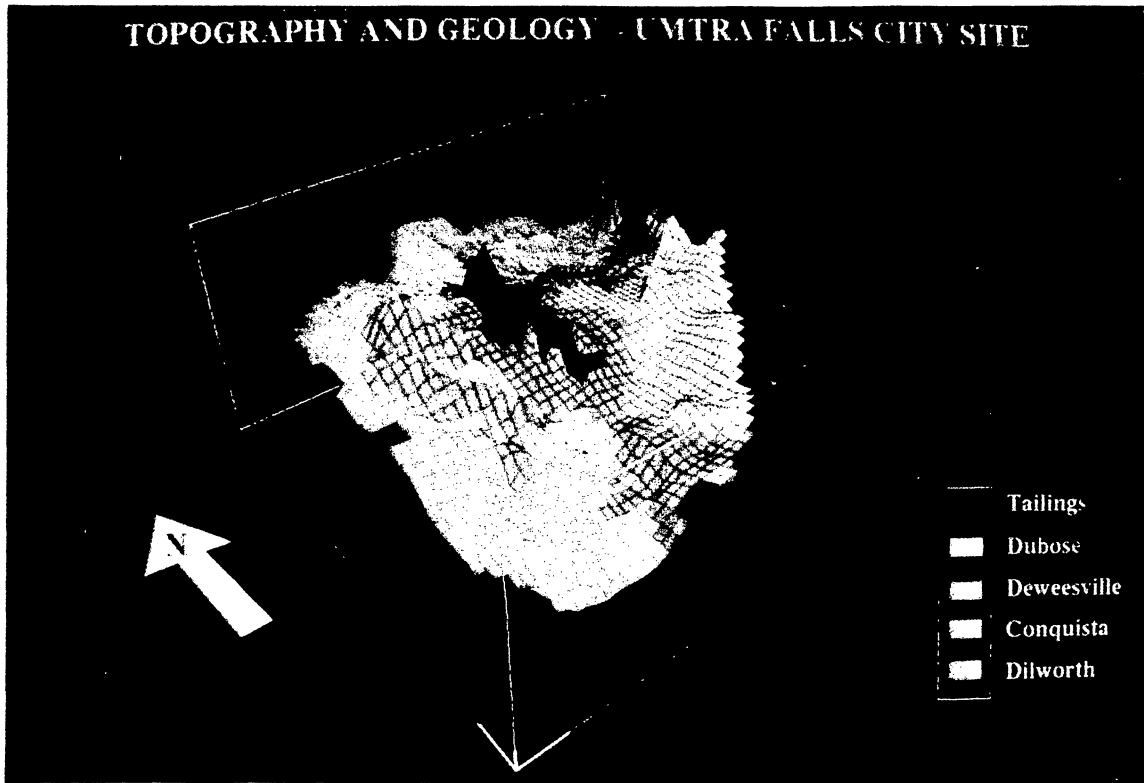 TOPOGRAPHY AND GEOLOGY - UMTRA FALLS CITY SITE
N
Tailings
Dubose
Deweesville
Conquista
Dilworth